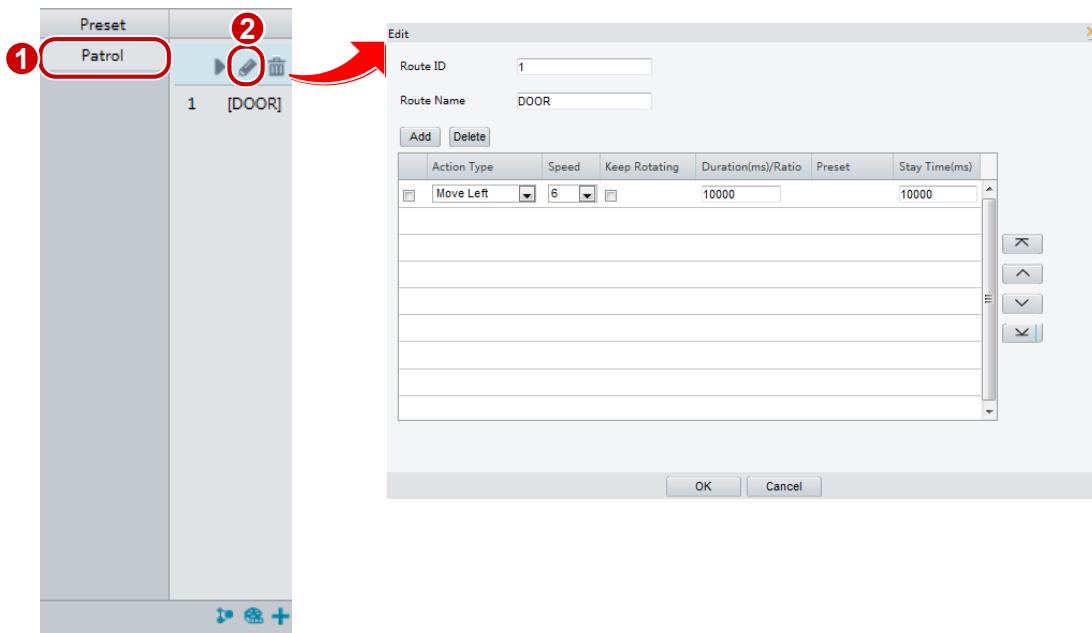 Preset
2
1
Patrol
1 [DOOR]
Edit
Route ID 1
Route Name DOOR
Add Delete
Action Type Speed Keep Rotating Duration(ms)/Ratio Preset Stay Time(ms)
Move Left 6 10000 10000
OK Cancel